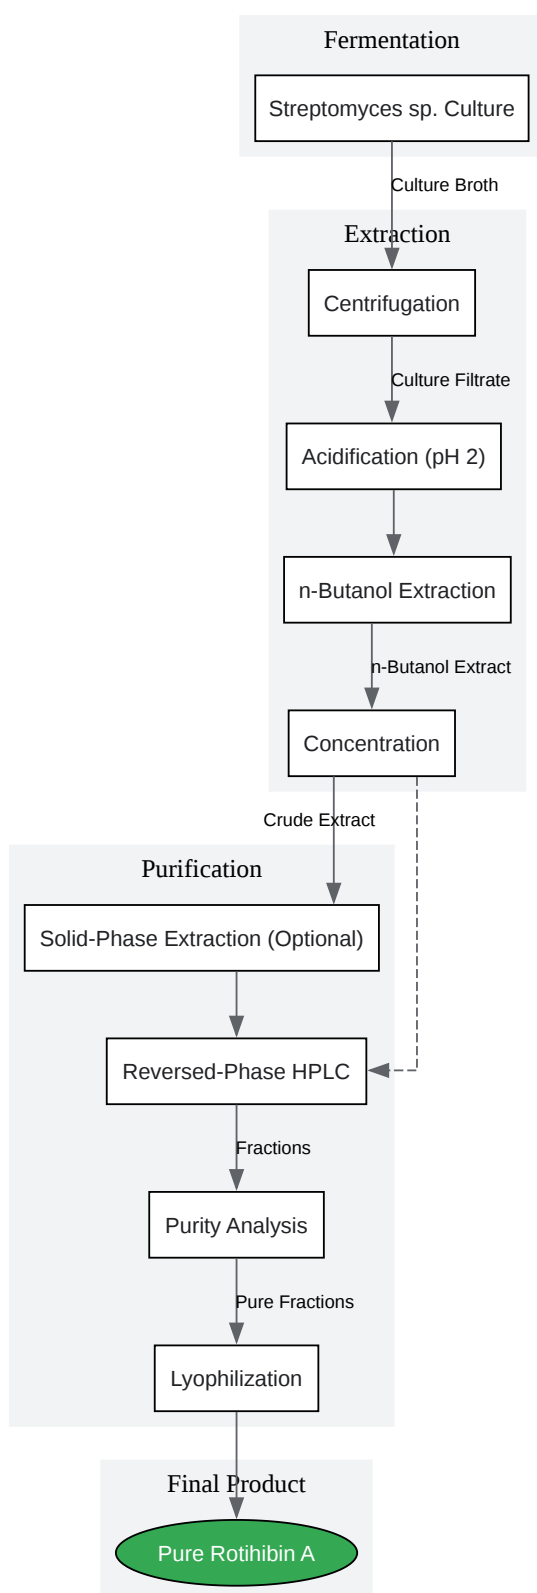 Fermentation
Streptomyces sp. Culture
Culture Broth
Extraction
Centrifugation
Culture Filtrate
Acidification (pH 2)
n-Butanol Extraction
n-Butanol Extract
Concentration
Crude Extract
Purification
Solid-Phase Extraction (Optional)
Reversed-Phase HPLC
Fractions
Purity Analysis
Pure Fractions
Lyophilization
Final Product
Pure Rotihibin A